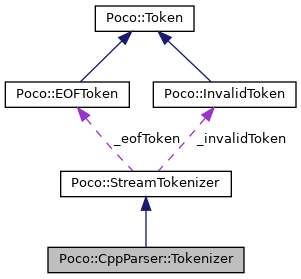 Poco::Token
Poco::EOFToken
Poco::InvalidToken
_eofToken
_invalidToken
Poco::StreamTokenizer
Poco::CppParser::Tokenizer